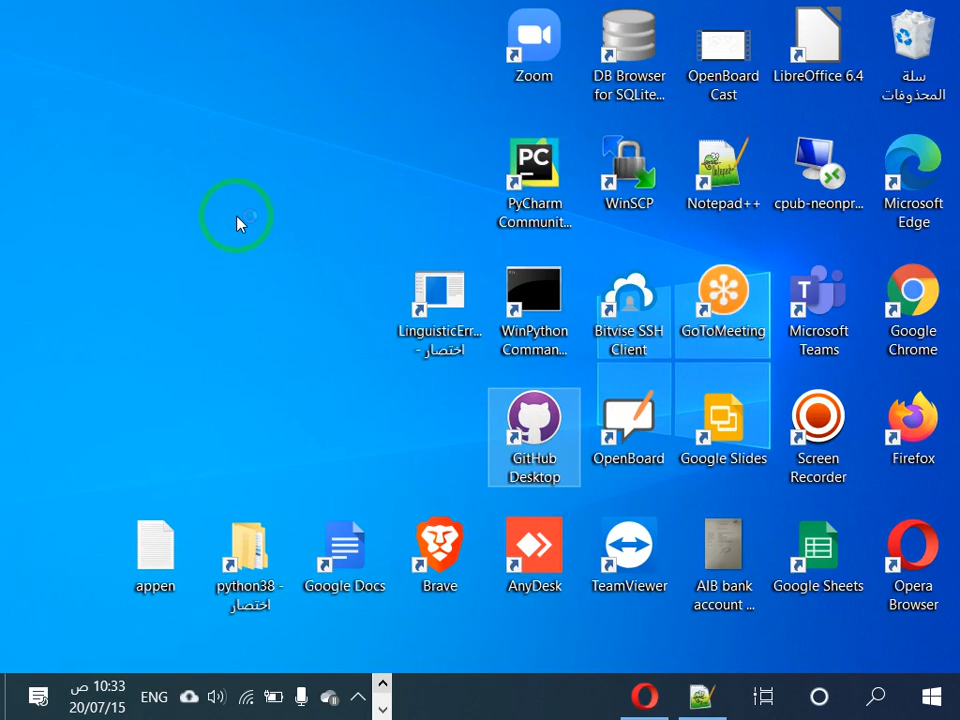 Zoom
DB Browser
for SQLite...
OpenBoard
Cast
LibreOffice 6.4
سلة
المحذوفات
PC
PyCharm
Communit...
WinSCP
Notepad++
cpub-neonpr...
Microsoft
Edge
LinguisticErr...
اختصار -
WinPython
Comman...
Bitvise SSH
Client
GoToMeeting
T
Microsoft
Teams
Google
Chrome
GitHub
Desktop
OpenBoard
Google Slides
Screen
Recorder
Firefox
appen
python38 -
اختصار
Google Docs
Brave
AnyDesk
TeamViewer
AIB bank
account ...
Google Sheets
Opera
Browser
10:33 ص
20/07/15
ENG